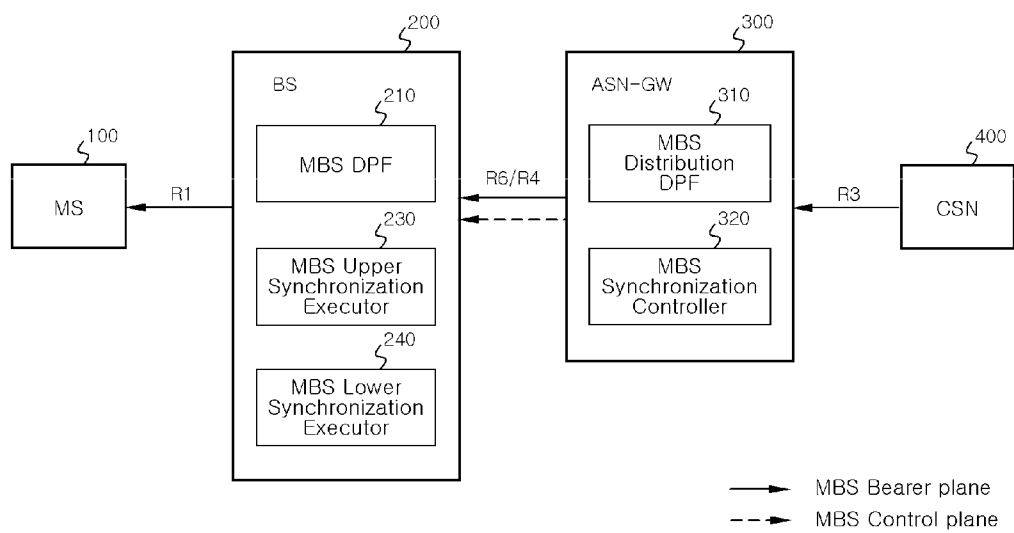 200
300
BS
ASN-GW
210
310
100
400
MBS DPF
MBS
Distribution
DPF
MS
R1
R6/R4
R3
CSN
230
320
MBS Upper
Synchronization
Executor
MBS
Synchronization
Controller
240
MBS Lower
Synchronization
Executor
MBS Bearer plane
MBS Control plane